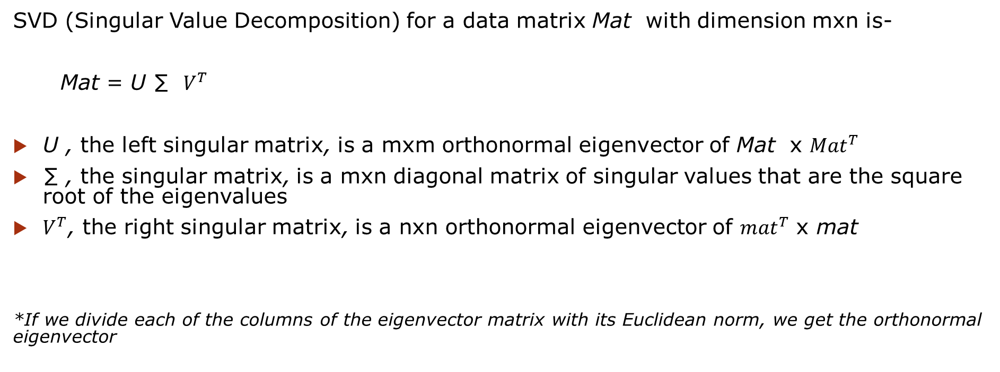 SVD (Singular Value Decomposition) for a data matrix Mat with dimension mxn is-
Mat = U ∑ V^T
▶ U , the left singular matrix, is a mxm orthonormal eigenvector of Mat x Mat^T
▶ ∑ , the singular matrix, is a mxn diagonal matrix of singular values that are the square
root of the eigenvalues
▶ V^T, the right singular matrix, is a nxn orthonormal eigenvector of mat^T x mat
*If we divide each of the columns of the eigenvector matrix with its Euclidean norm, we get the orthonormal
eigenvector